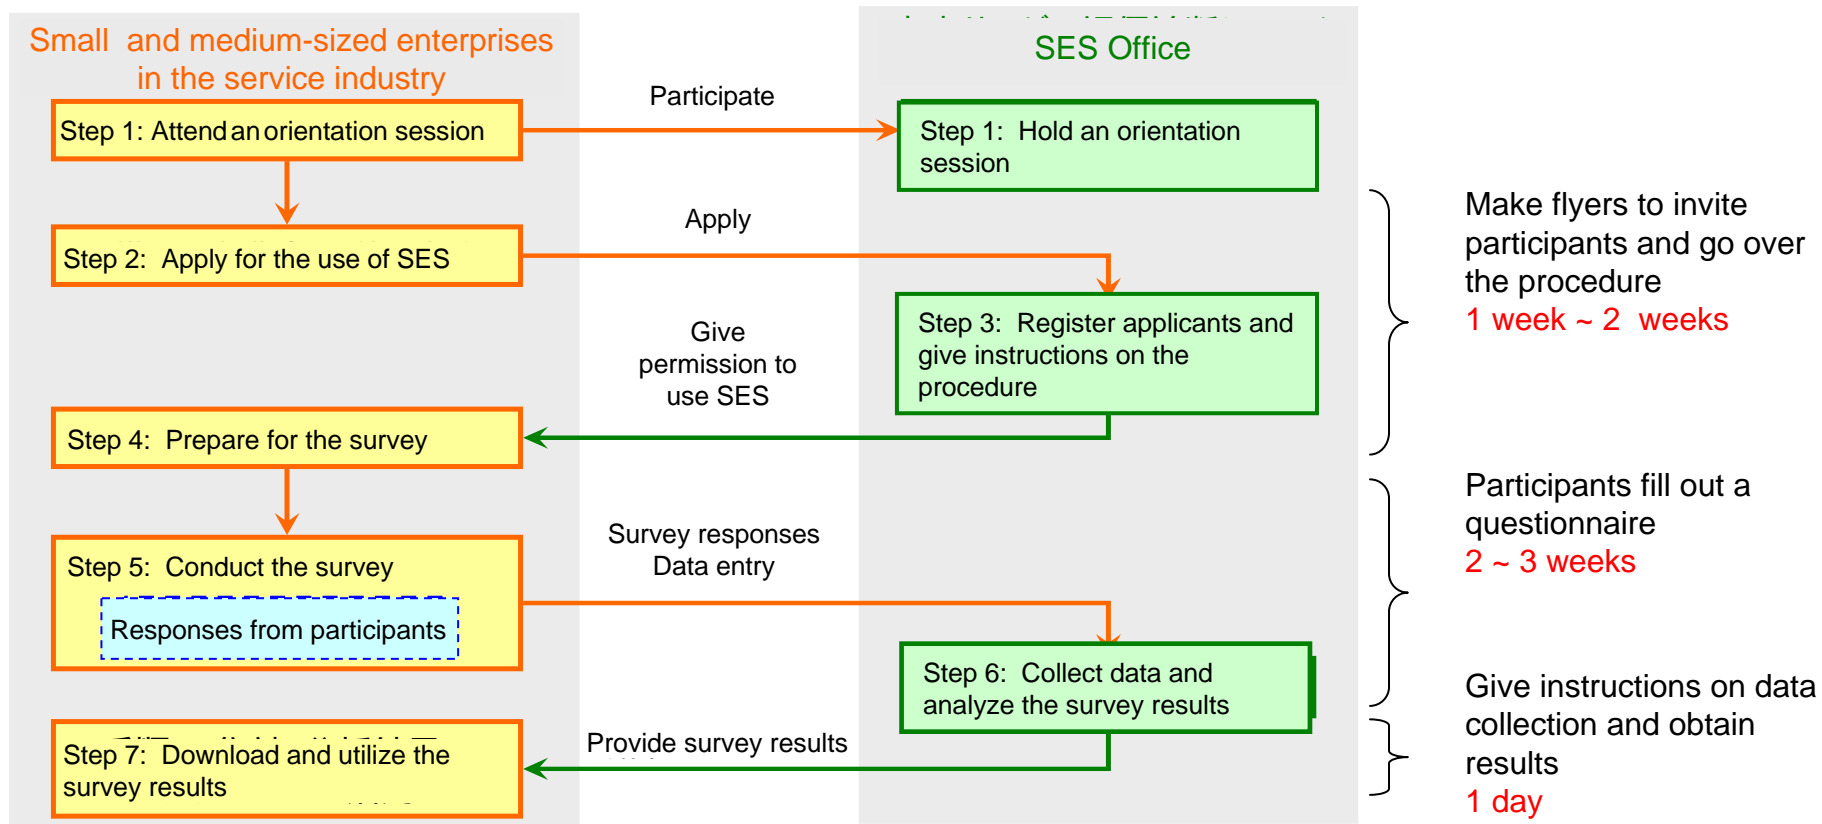 Small and medium-sized enterprises
in the service industry
SES Office
Participate
Step 1: Attend an orientation session
Step 1: Hold an orientation
session
Apply
Step 2: Apply for the use of SES
Make flyers to invite
participants and go over
the procedure
1 week ~ 2 weeks
Give
permission to
use SES
Step 3: Register applicants and
give instructions on the
procedure
Step 4: Prepare for the survey
Participants fill out a
questionnaire
2 ~ 3 weeks
Survey responses
Data entry
Step 5: Conduct the survey
Responses from participants
Step 6: Collect data and
analyze the survey results
Give instructions on data
collection and obtain
results
1 day
Provide survey results
Step 7: Download and utilize the
survey results